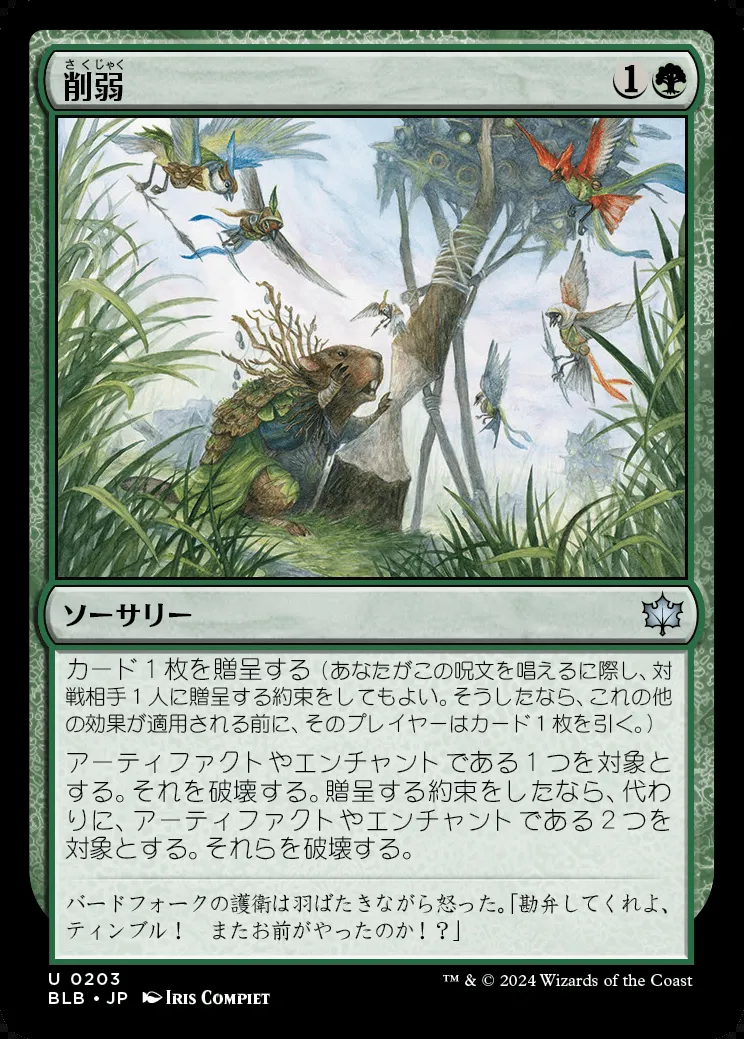 さくじゃく
削弱
1
ソーサリー
カード1枚を贈呈する（あなたがこの呪文を唱えるに際し、対
戦相手1人に贈呈する約束をしてもよい。そうしたなら、これの他
の効果が適用される前に、そのプレイヤーはカード1枚を引く。）
アーティファクトやエンチャントである1つを対象と
する。それを破壊する。贈呈する約束をしたなら、代わ
りに、アーティファクトやエンチャントである2つを
対象とする。それらを破壊する。
バードフォークの護衛は羽ばたきながら怒った。「勘弁してくれよ、
ティンブル！　またお前がやったのか！？」
U 0203
BLB • JP Iris Compiet
™ & © 2024 Wizards of the Coast